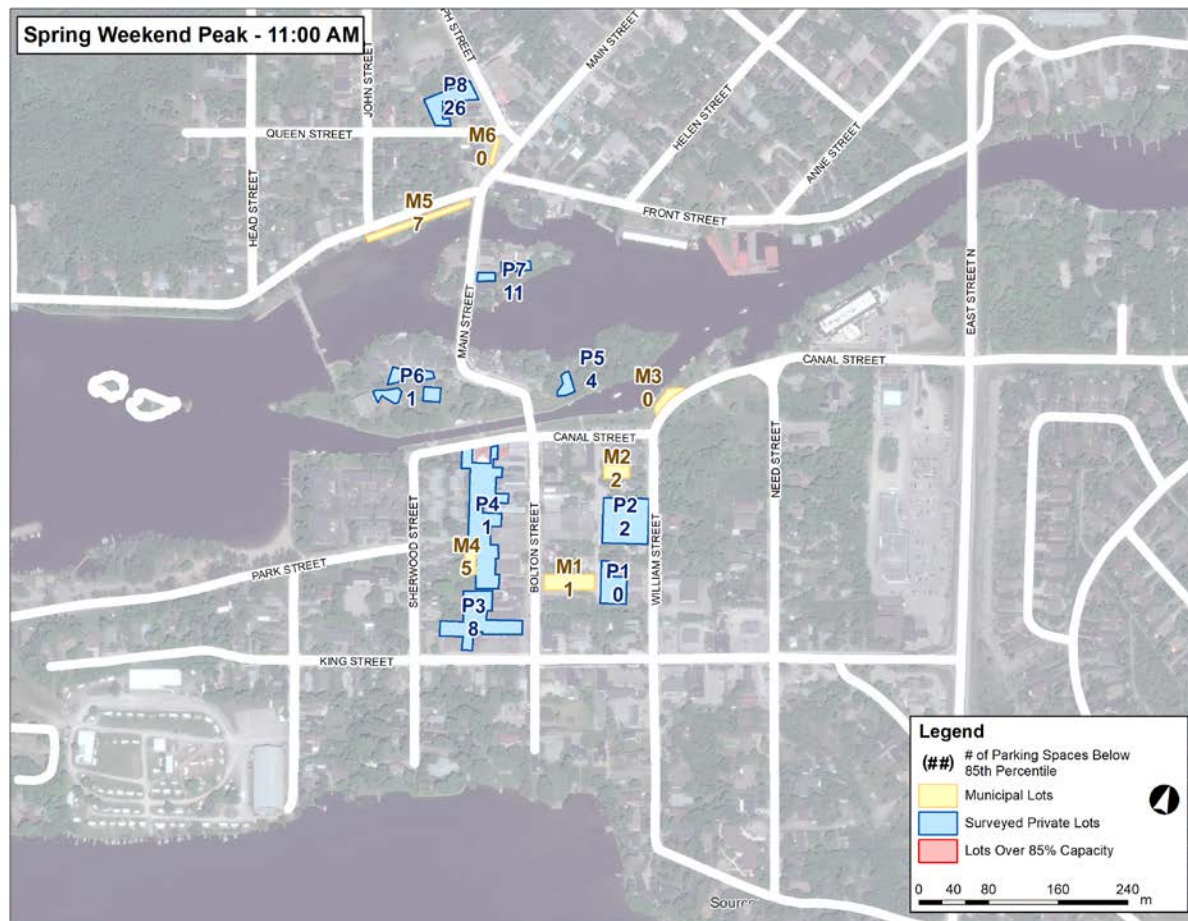 Spring Weekend Peak - 11:00 AM
PH STREET
MAIN STREET
JOHN STREET
P8
26
QUEEN STREET
M6
0
HELEN STREET
ANNE STREET
HEAD STREET
M5
7
FRONT STREET
EAST STREET N
P7
11
MAIN STREET
P6
1
P5
4
M3
0
CANAL STREET
CANAL STREET
M2
2
NEED STREET
P4
1
P2
2
SHERWOOD STREET
BOLTON STREET
WILLIAM STREET
M4
5
PARK STREET
M1
1
P1
0
P3
8
KING STREET
Legend
(##) # of Parking Spaces Below
85th Percentile
Municipal Lots
Surveyed Private Lots
Lots Over 85% Capacity
0 40 80 160 240
m
Source